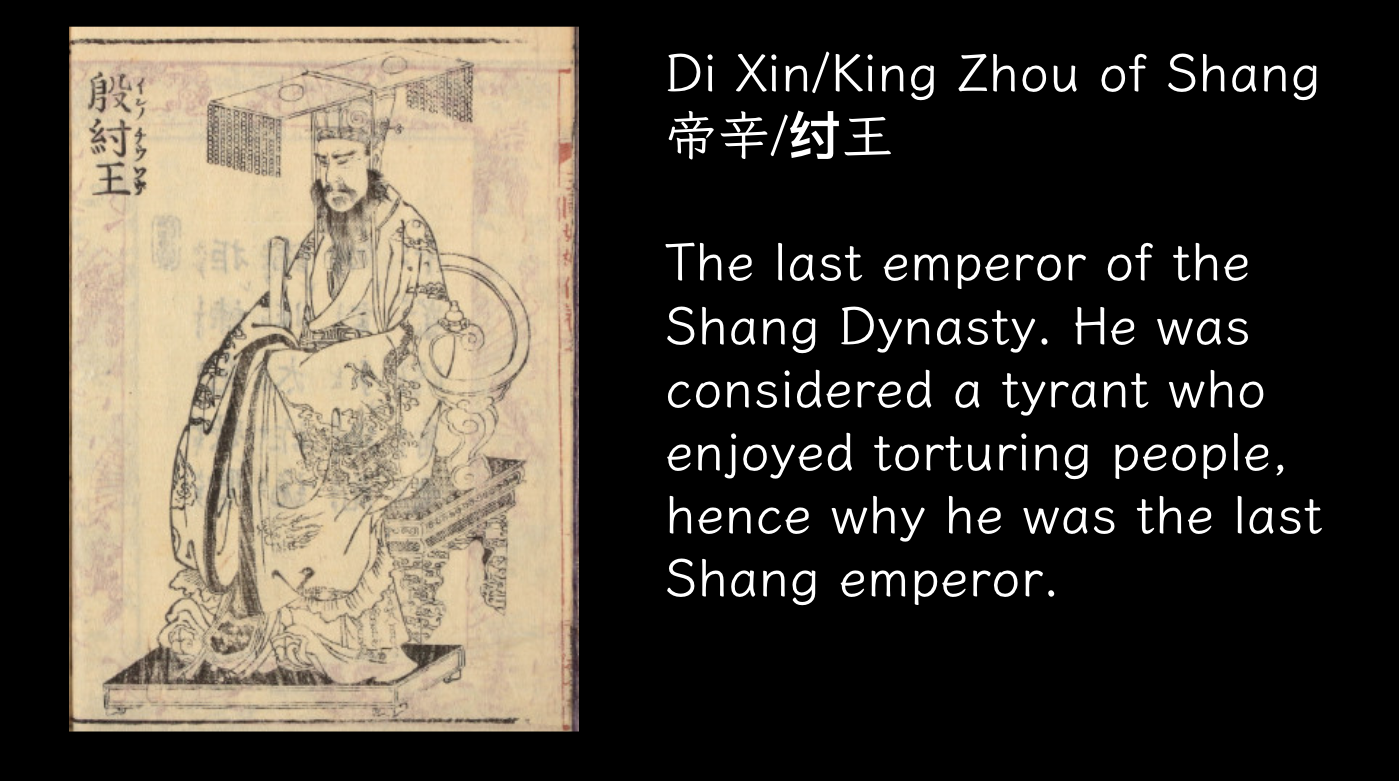 殷紂王
インノチウワウ
Di Xin/King Zhou of Shang
帝辛/纣王
The last emperor of the
Shang Dynasty. He was
considered a tyrant who
enjoyed torturing people,
hence why he was the last
Shang emperor.